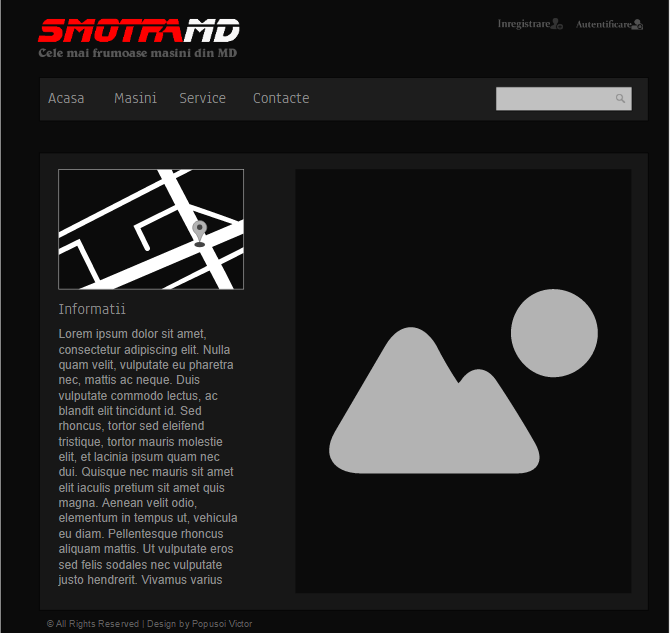 SMOTRAMD
Cele mai frumoase masini din MD
Inregistrare
Autentificare
Acasa
Masini
Service
Contacte
Informatii
Lorem ipsum dolor sit amet,
consectetur adipiscing elit. Nulla
quam velit, vulputate eu pharetra
nec, mattis ac neque. Duis
vulputate commodo lectus, ac
blandit elit tincidunt id. Sed
rhoncus, tortor sed eleifend
tristique, tortor mauris molestie
elit, et lacinia ipsum quam nec
dui. Quisque nec mauris sit amet
elit iaculis pretium sit amet quis
magna. Aenean velit odio,
elementum in tempus ut, vehicula
eu diam. Pellentesque rhoncus
aliquam mattis. Ut vulputate eros
sed felis sodales nec vulputate
justo hendrerit. Vivamus varius
© All Rights Reserved | Design by Popusoi Victor